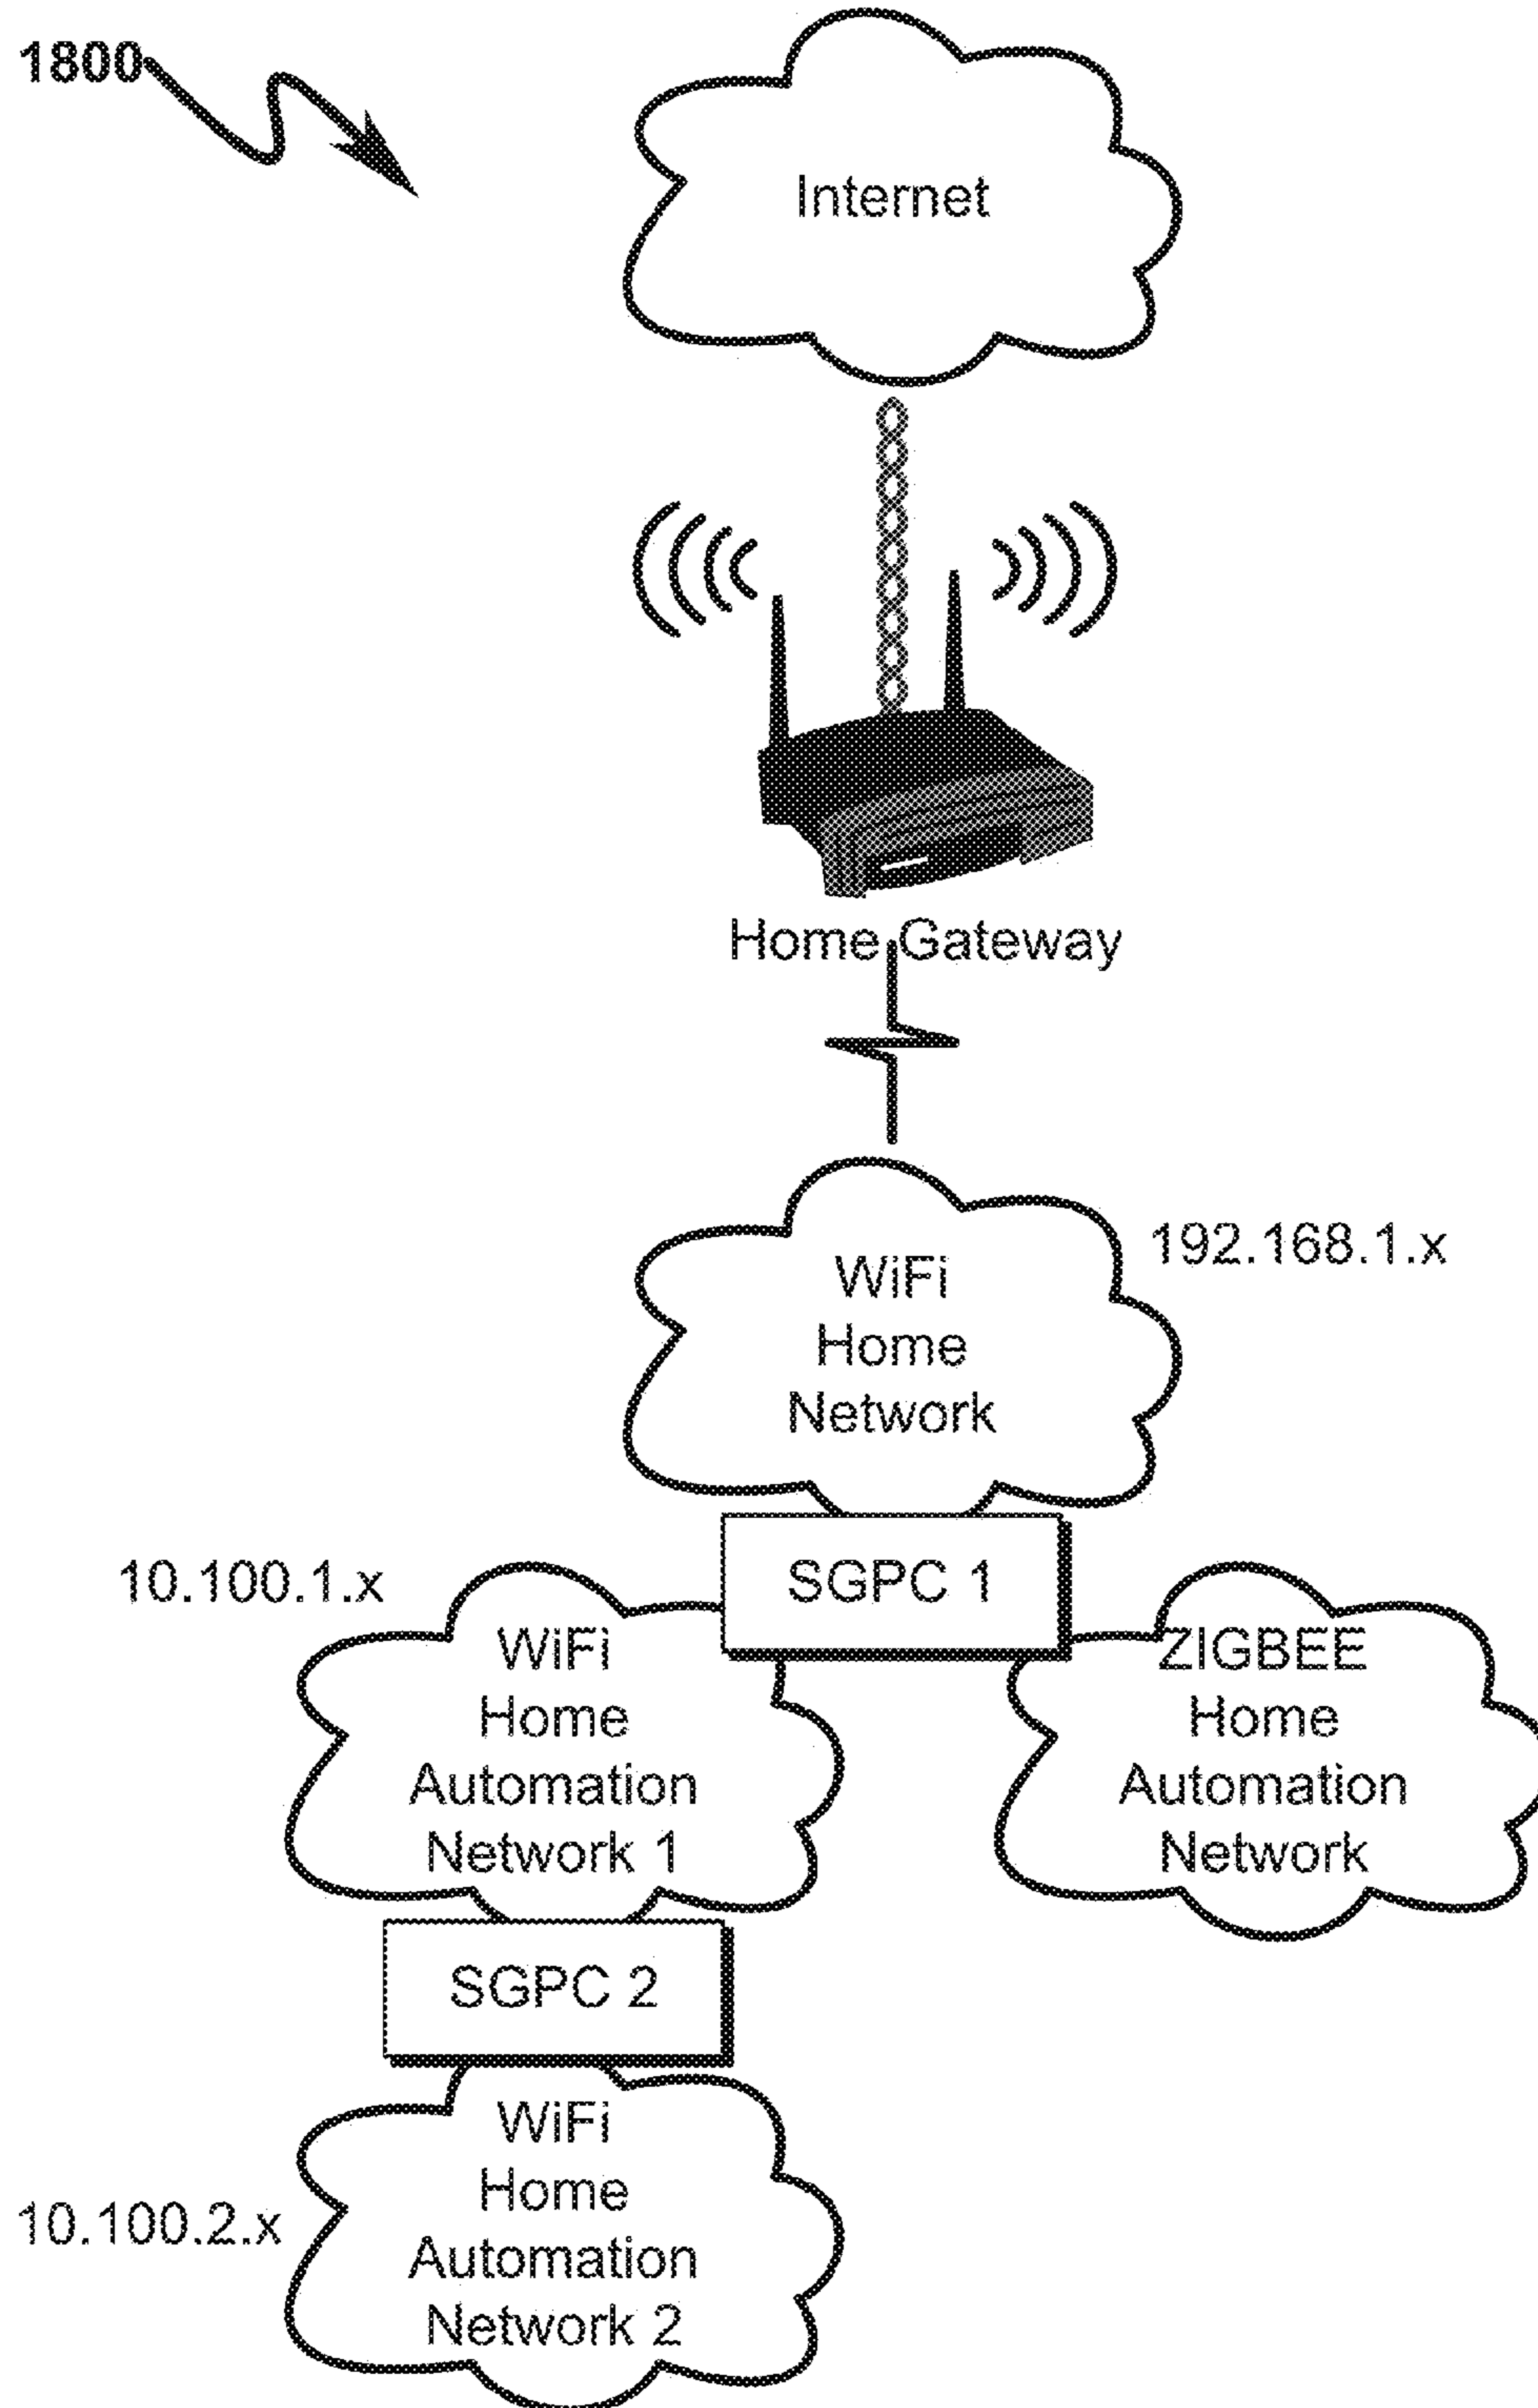 1800
Internet
Home Gateway
192.168.1.x
WiFi
Home
Network
SGPC 1
10.100.1.x
WiFi
Home
Automation
Network 1
ZIGBEE
Home
Automation
Network
SGPC 2
WiFi
Home
Automation
Network 2
10.100.2.x